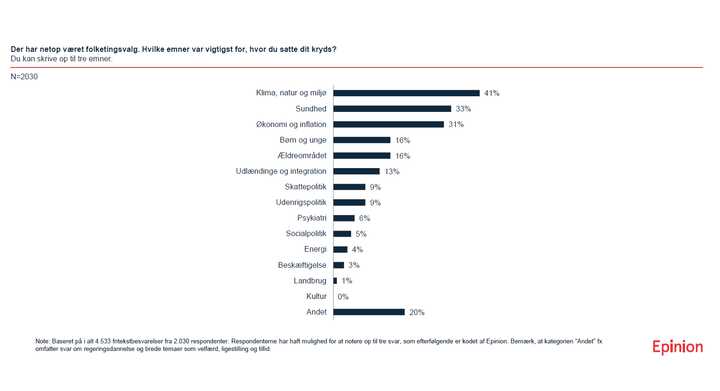 Der har netop været folketingsvalg. Hvilke emner var vigtigst for, hvor du satte dit kryds?
Du kan skrive op til tre emner.
N=2030
Klima, natur og miljø 41%
Sundhed 33%
Økonomi og inflation 31%
Børn og unge 16%
Ældreområdet 16%
Udlændinge og integration 13%
Skattepolitik 9%
Udenrigspolitik 9%
Psykiatri 6%
Socialpolitik 5%
Energi 4%
Beskæftigelse 3%
Landbrug 1%
Kultur 0%
Andet 20%
Note: Baseret på i alt 4.533 fritekstbesvarelser fra 2.030 respondenter. Respondenterne har haft mulighed for at notere op til tre svar, som efterfølgende er kodet af Epinion. Bemærk, at kategorien "Andet" fx
omfatter svar om regeringsdannelse og brede temaer som velfærd, ligestilling og tillid.
Epinion